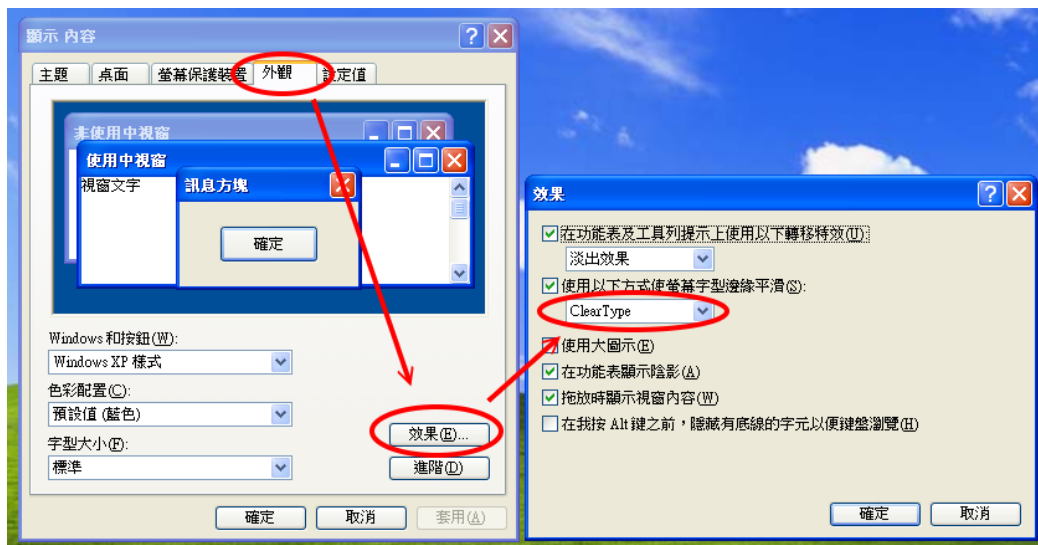 顯示 內容
主題 桌面 螢幕保護裝置 外觀 設定值
非使用中視窗
使用中視窗
視窗文字
訊息方塊
確定
Windows 和按鈕(W):
Windows XP 樣式
色彩配置(C):
預設值 (藍色)
字型大小(F):
標準
效果(E)...
進階(D)
確定 取消 套用(A)
效果
在功能表及工具列提示上使用以下轉移特效(U):
淡出效果
使用以下方式使螢幕字型邊緣平滑(S):
ClearType
使用大圖示(E)
在功能表顯示陰影(A)
拖放時顯示視窗內容(W)
在我按 Alt 鍵之前，隱藏有底線的字元以便鍵盤瀏覽(H)
確定 取消